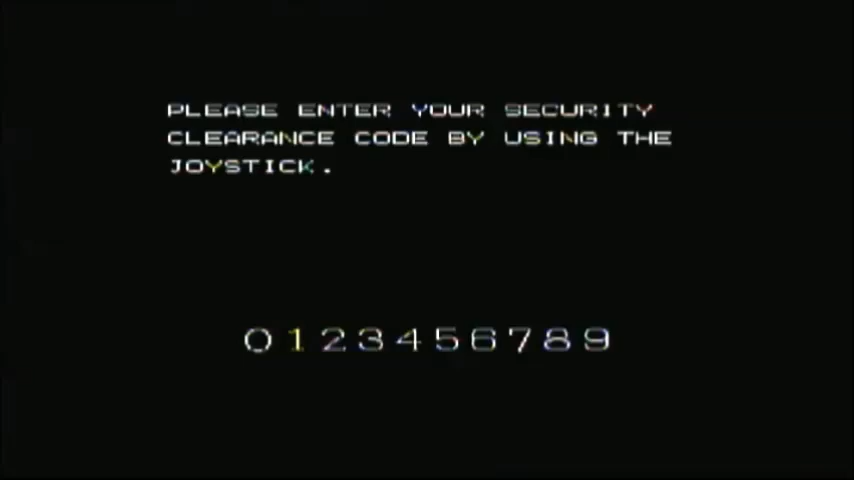 PLEASE ENTER YOUR SECURITY
CLEARANCE CODE BY USING THE
JOYSTICK.
0123456789